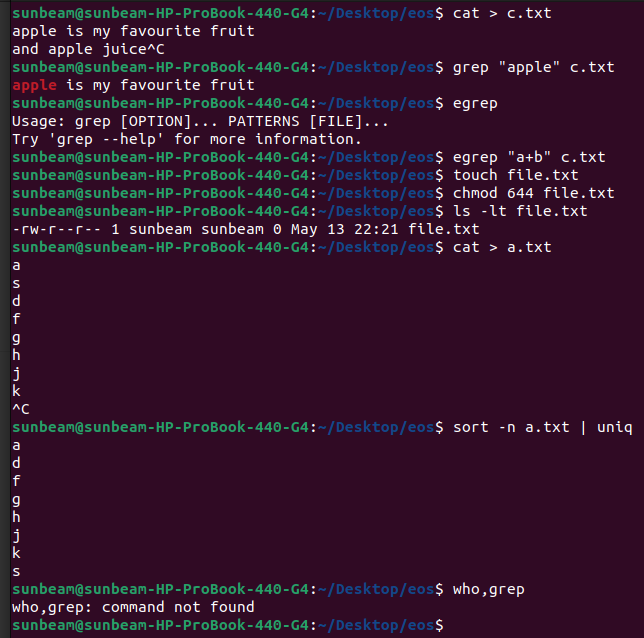 sunbeam@sunbeam-HP-ProBook-440-G4:~/Desktop/eos$ cat > c.txt
apple is my favourite fruit
and apple juice^C
sunbeam@sunbeam-HP-ProBook-440-G4:~/Desktop/eos$ grep "apple" c.txt
apple is my favourite fruit
sunbeam@sunbeam-HP-ProBook-440-G4:~/Desktop/eos$ egrep
Usage: grep [OPTION]... PATTERNS [FILE]...
Try 'grep --help' for more information.
sunbeam@sunbeam-HP-ProBook-440-G4:~/Desktop/eos$ egrep "a+b" c.txt
sunbeam@sunbeam-HP-ProBook-440-G4:~/Desktop/eos$ touch file.txt
sunbeam@sunbeam-HP-ProBook-440-G4:~/Desktop/eos$ chmod 644 file.txt
sunbeam@sunbeam-HP-ProBook-440-G4:~/Desktop/eos$ ls -lt file.txt
-rw-r--r-- 1 sunbeam sunbeam 0 May 13 22:21 file.txt
sunbeam@sunbeam-HP-ProBook-440-G4:~/Desktop/eos$ cat > a.txt
a
s
d
f
g
h
j
k
^C
sunbeam@sunbeam-HP-ProBook-440-G4:~/Desktop/eos$ sort -n a.txt | uniq
a
d
f
g
h
j
k
s
sunbeam@sunbeam-HP-ProBook-440-G4:~/Desktop/eos$ who,grep
who,grep: command not found
sunbeam@sunbeam-HP-ProBook-440-G4:~/Desktop/eos$